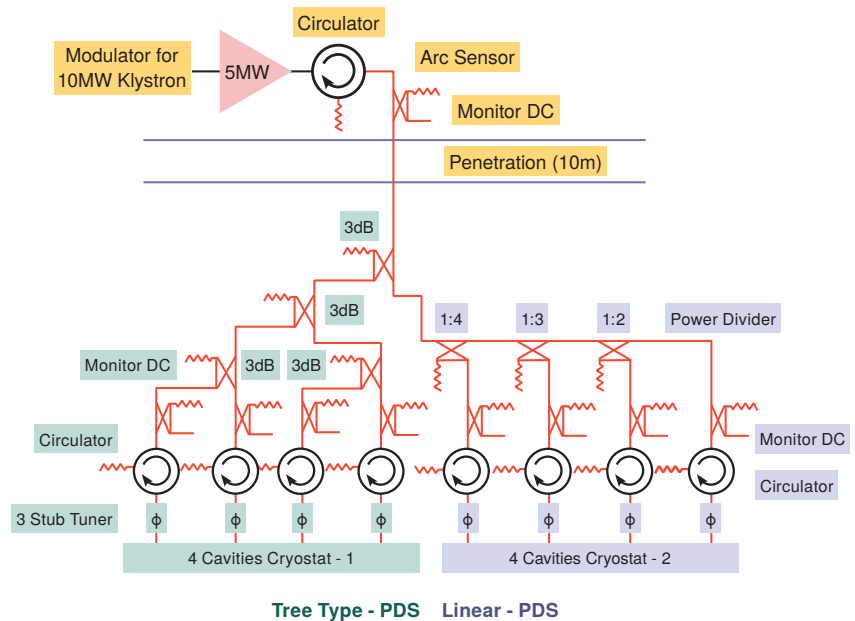 Circulator
Modulator for
10MW Klystron
5MW
Arc Sensor
Monitor DC
Penetration (10m)
3dB
3dB
1:4
1:3
1:2
Power Divider
Monitor DC
3dB
3dB
Circulator
Monitor DC
Circulator
3 Stub Tuner
ϕ
ϕ
ϕ
ϕ
ϕ
ϕ
ϕ
ϕ
4 Cavities Cryostat - 1
4 Cavities Cryostat - 2
Tree Type - PDS
Linear - PDS